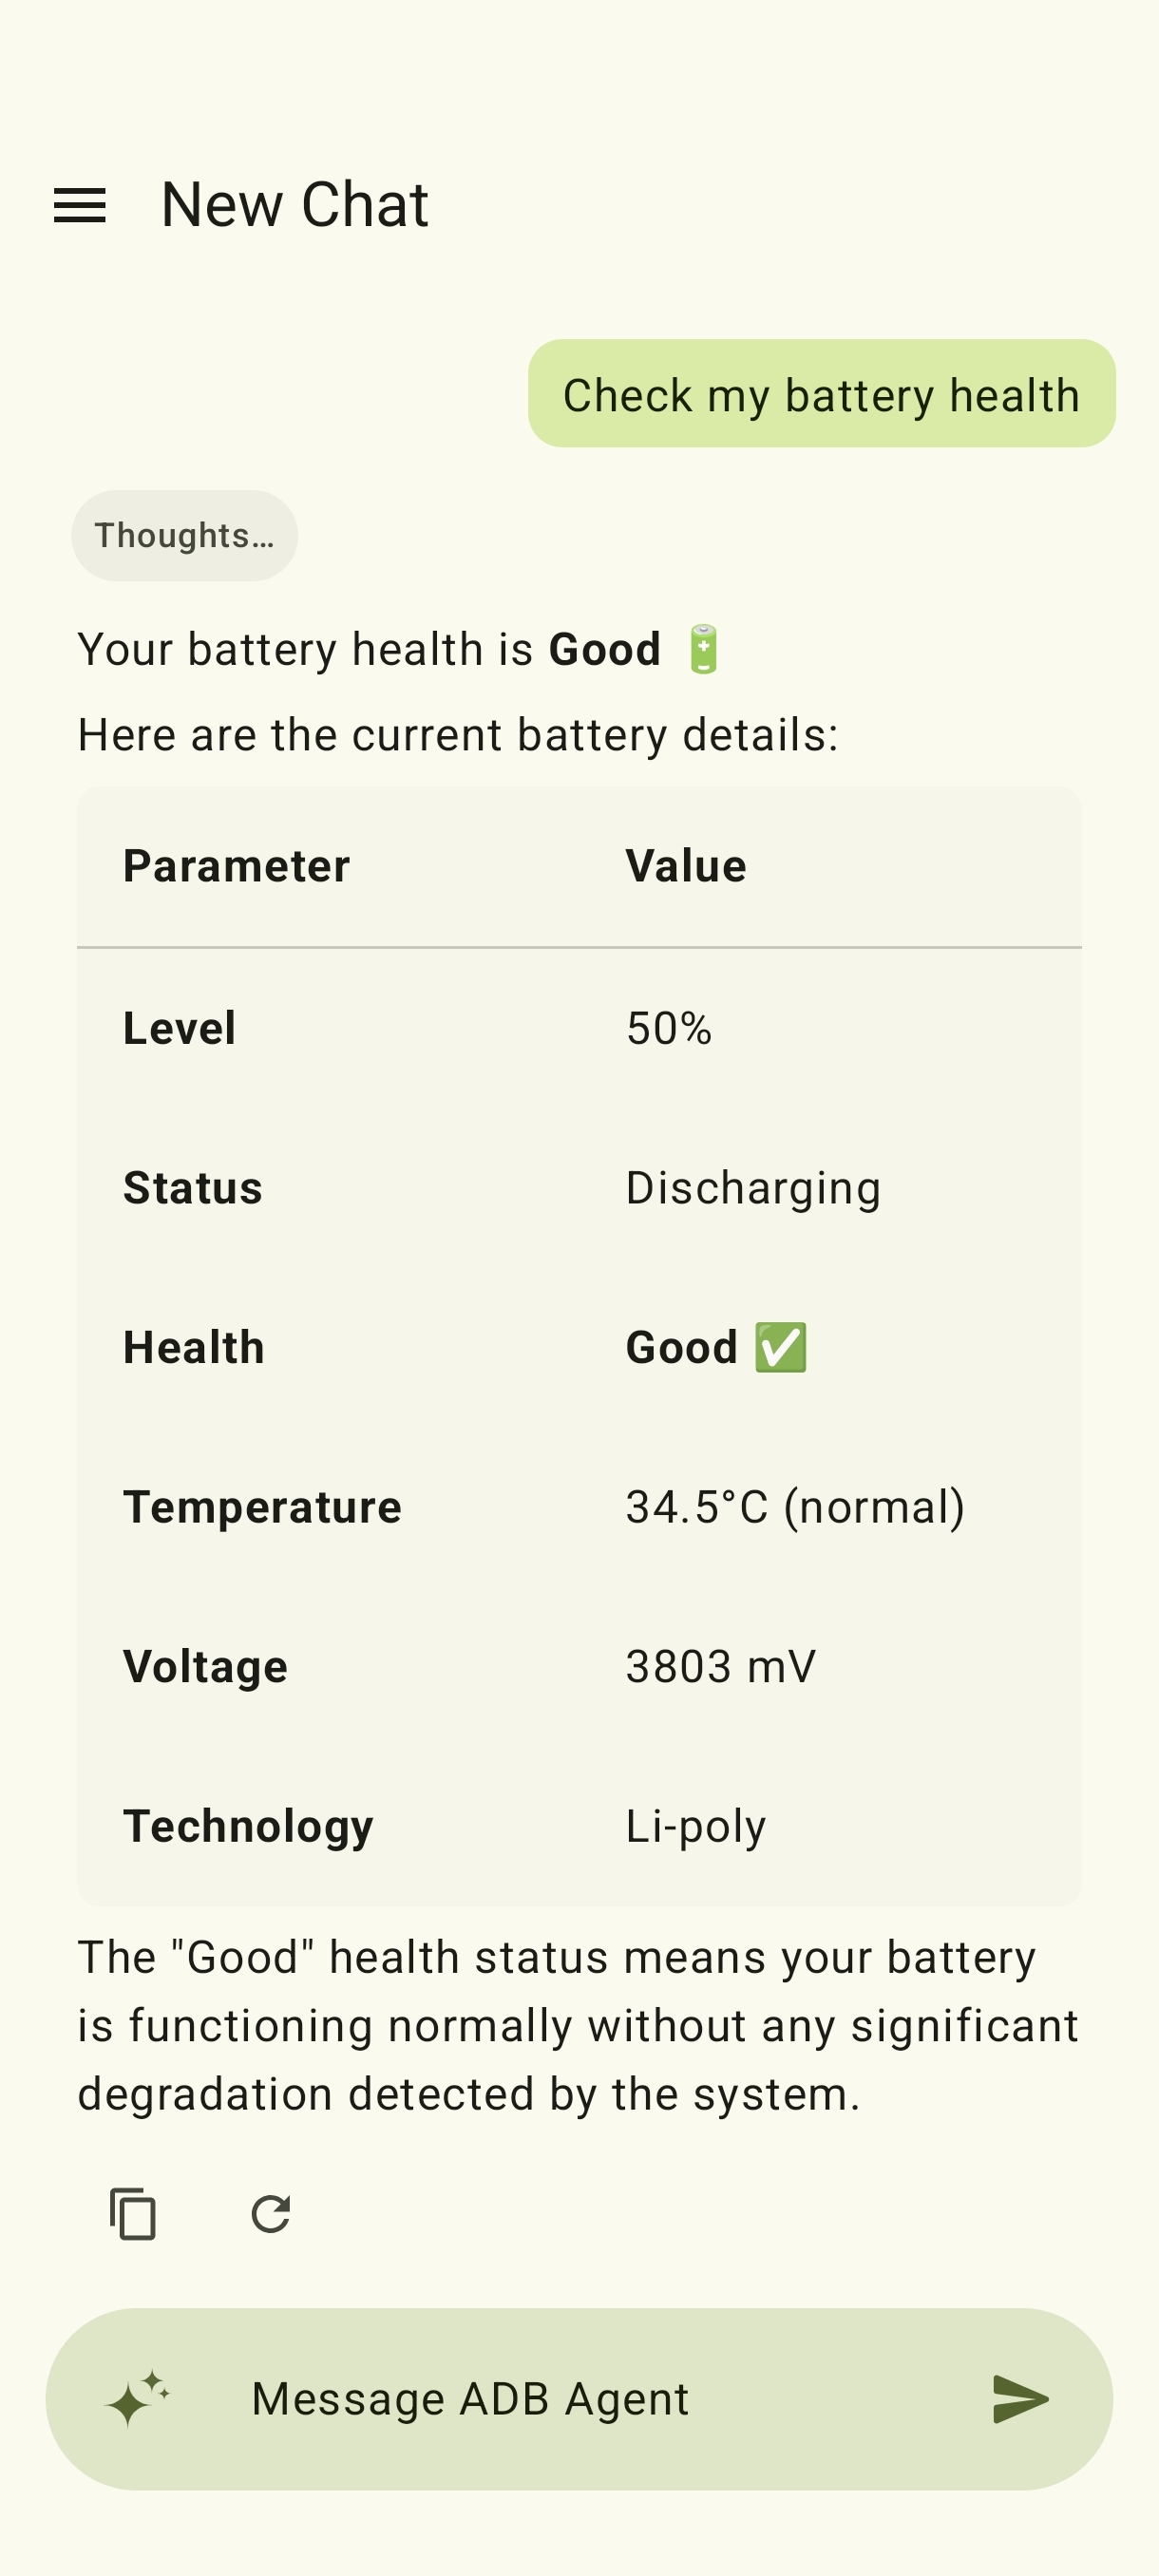 New Chat
Check my battery health
Thoughts...
Your battery health is Good 🔋
Here are the current battery details:
Parameter Value
Level 50%
Status Discharging
Health Good ✅
Temperature 34.5°C (normal)
Voltage 3803 mV
Technology Li-poly
The "Good" health status means your battery
is functioning normally without any significant
degradation detected by the system.
Message ADB Agent